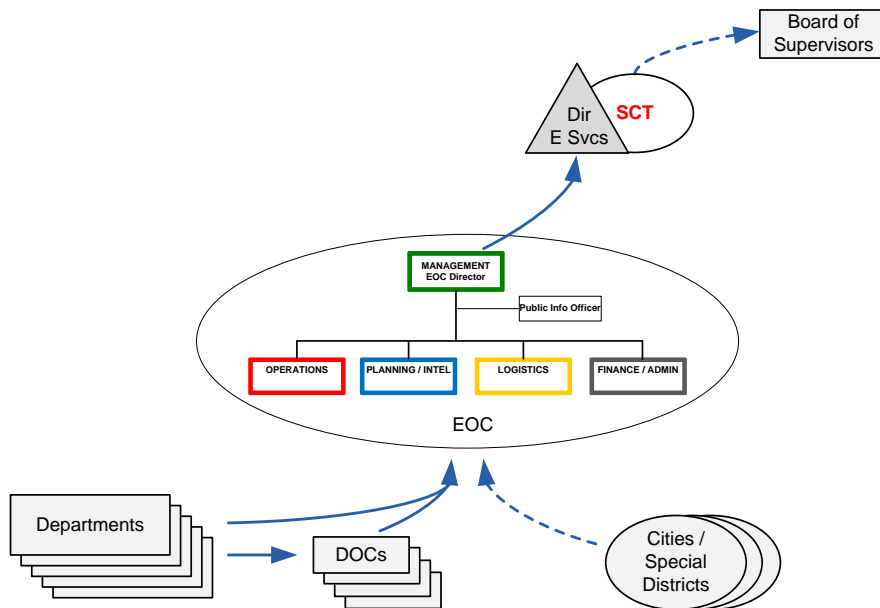 Board of
Supervisors
Dir
E Svcs
SCT
MANAGEMENT
EOC Director
Public Info Officer
OPERATIONS
PLANNING / INTEL
LOGISTICS
FINANCE / ADMIN
EOC
Departments
DOCs
Cities /
Special
Districts